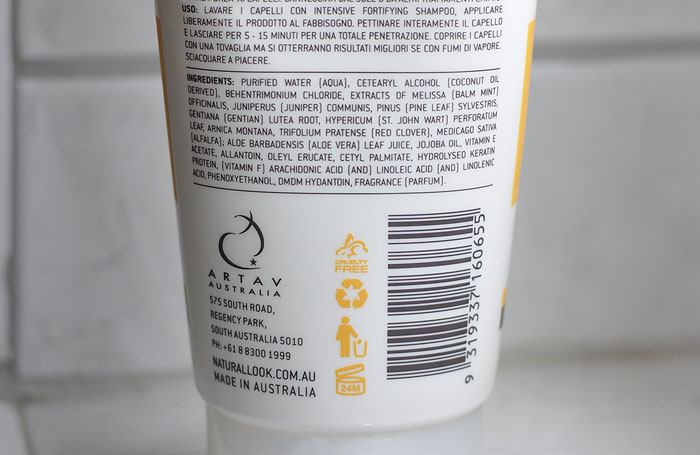 USO: LAVARE I CAPELLI CON INTENSIVE FORTIFYING SHAMPOO, APPLICARE
LIBERAMENTE IL PRODOTTO AL FABBISOGNO. PETTINARE INTERAMENTE IL CAPELLO
E LASCIARE PER 5 - 15 MINUTI PER UNA TOTALE PENETRAZIONE. COPRIRE I CAPELLI
CON UNA TOVAGLIA MA SI OTTERRANNO RISULTATI MIGLIORI SE CON FUMI DI VAPORE.
SCIACQUARE A PIACERE.
INGREDIENTS: PURIFIED WATER (AQUA), CETEARYL ALCOHOL (COCONUT OIL
DERIVED), BEHENTRIMONIUM CHLORIDE, EXTRACTS OF MELISSA (BALM MINT)
OFFICINALIS, JUNIPERUS (JUNIPER) COMMUNIS, PINUS (PINE LEAF) SYLVESTRIS,
GENTIANA (GENTIAN) LUTEA ROOT, HYPERICUM (ST. JOHN WART) PERFORATUM
LEAF, ARNICA MONTANA, TRIFOLIUM PRATENSE (RED CLOVER), MEDICAGO SATIVA
(ALFALFA), ALOE BARBADENSIS (ALOE VERA) LEAF JUICE, JOJOBA OIL, VITAMIN E
ACETATE, ALLANTOIN, OLEYL ERUCATE, CETYL PALMITATE, HYDROLYSED KERATIN
PROTEIN, (VITAMIN F) ARACHIDONIC ACID (AND) LINOLEIC ACID (AND) LINOLENIC
ACID, PHENOXYETHANOL, DMDM HYDANTOIN, FRAGRANCE (PARFUM).
ARTAV
AUSTRALIA
575 SOUTH ROAD,
REGENCY PARK,
SOUTH AUSTRALIA 5010
PH: +61 8 8300 1999
NATURALLOOK.COM.AU
MADE IN AUSTRALIA
CRUELTY
FREE
24M
9 319337 160655